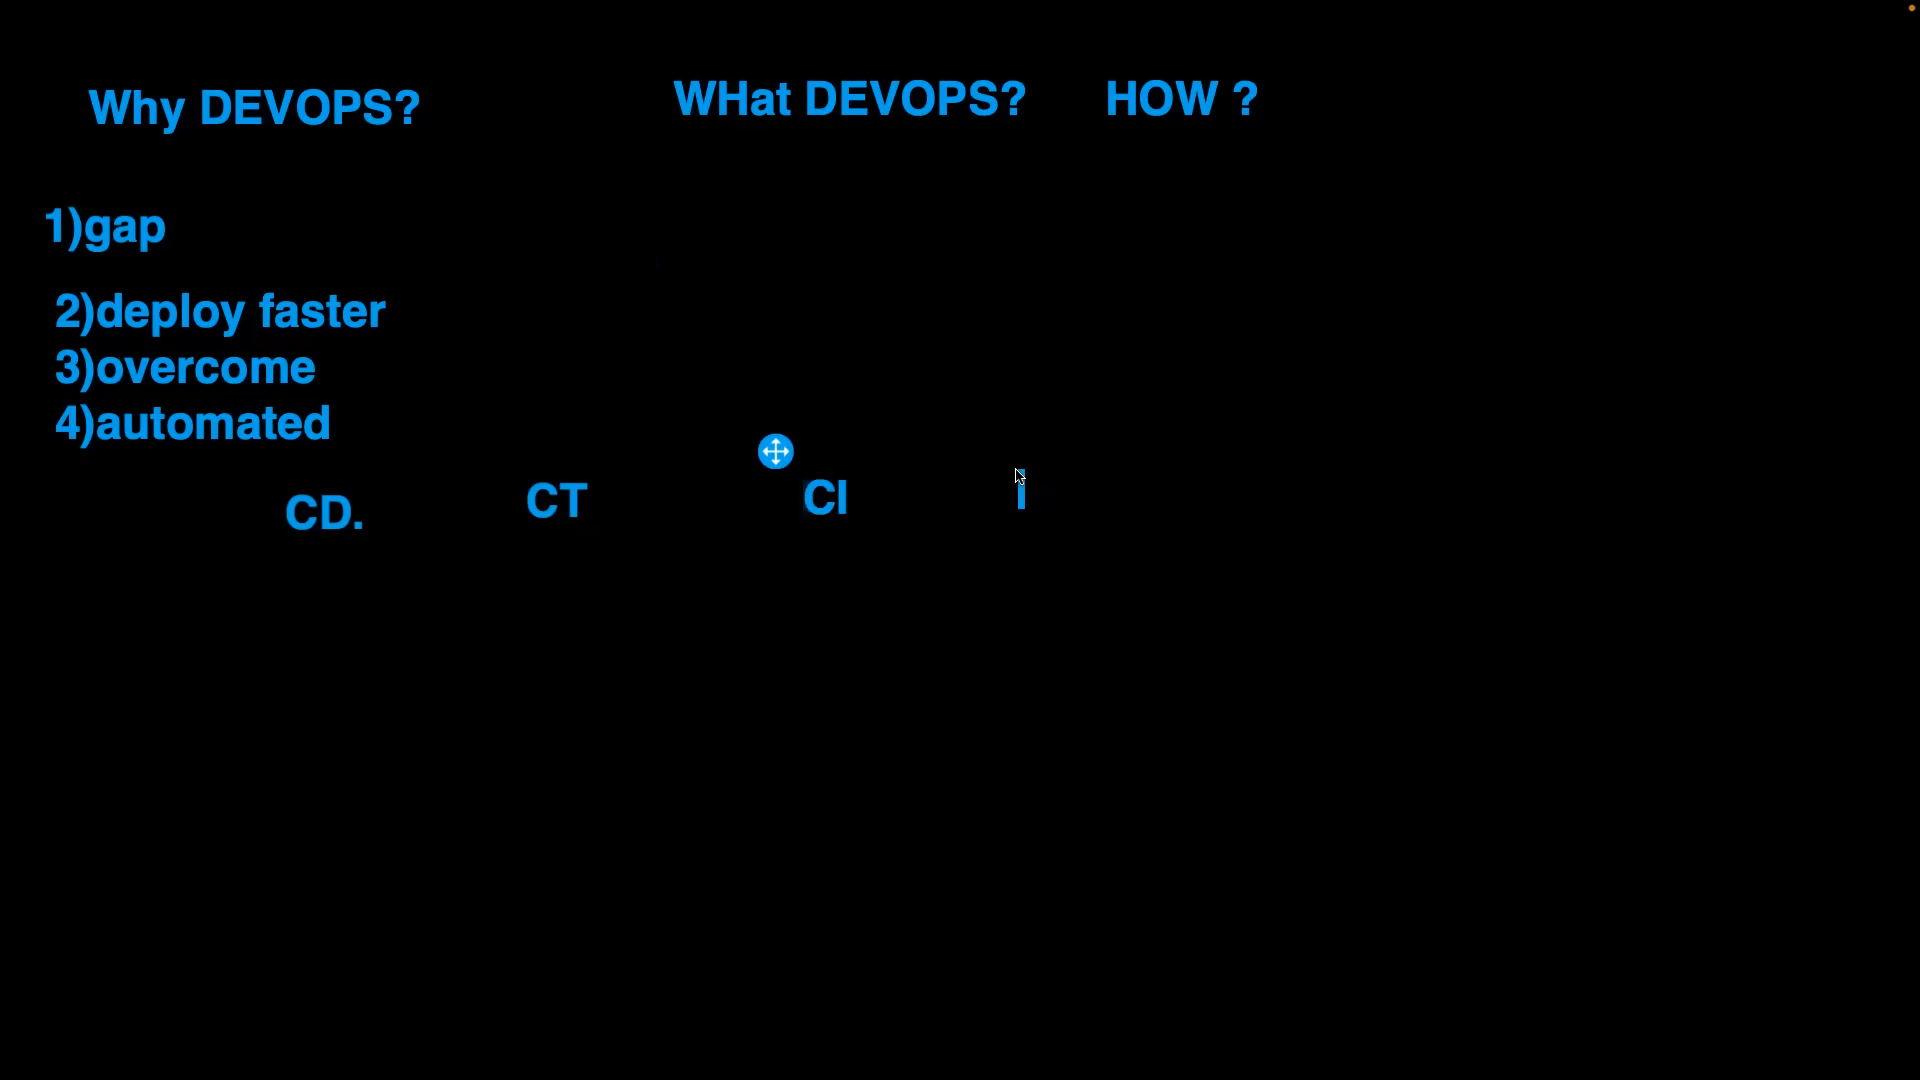 Why DEVOPS?
WHat DEVOPS?
HOW ?
1)gap
2)deploy faster
3)overcome
4)automated
CD.
CT
CI